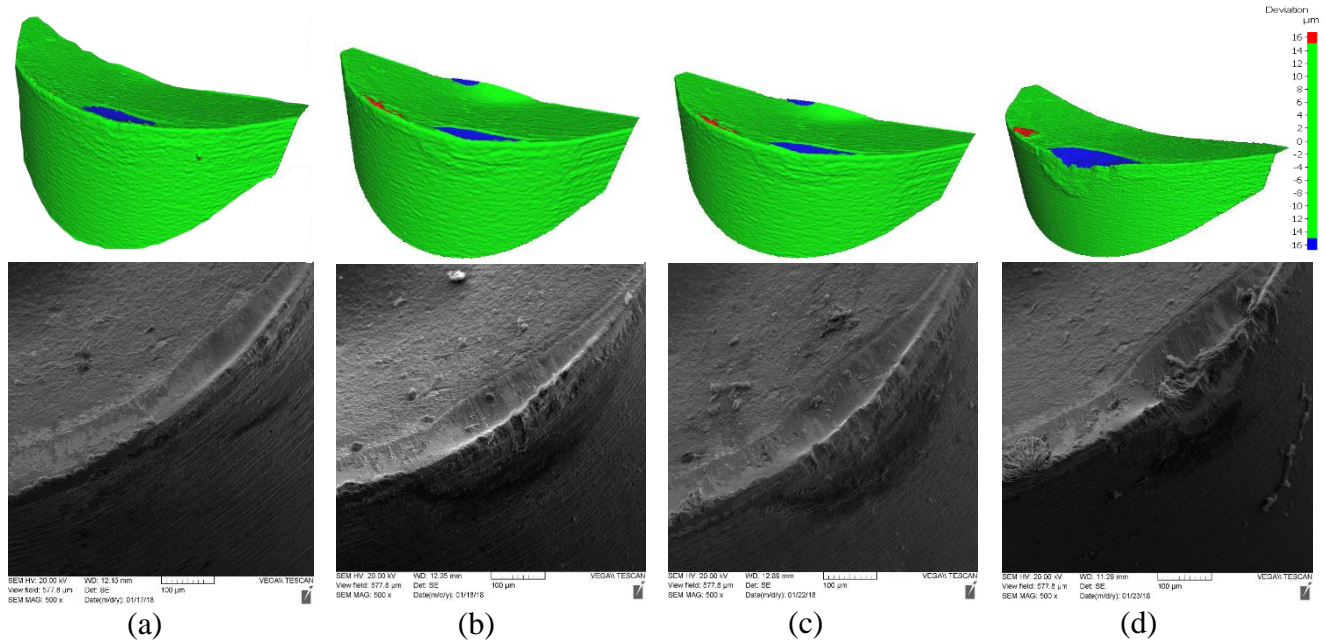 Deviation
µm
16
14
12
10
8
6
4
2
0
-2
-4
-6
-8
-10
-12
14
16
SEM HV: 20.00 kV WD: 12.15 mm VEGA\\ TESCAN
View field: 577.8 µm Det: SE 100 µm
SEM MAG: 500 x Date(m/d/y): 01/17/18
SEM HV: 20.00 kV WD: 12.35 mm VEGA\\ TESCAN
View field: 577.8 µm Det: SE 100 µm
SEM MAG: 500 x Date(m/d/y): 01/18/18
SEM HV: 20.00 kV WD: 12.89 mm VEGA\\ TESCAN
View field: 577.8 µm Det: SE 100 µm
SEM MAG: 500 x Date(m/d/y): 01/22/18
SEM HV: 20.00 kV WD: 11.29 mm VEGA\\ TESCAN
View field: 577.8 µm Det: SE 100 µm
SEM MAG: 500 x Date(m/d/y): 01/23/18
(a) (b) (c) (d)